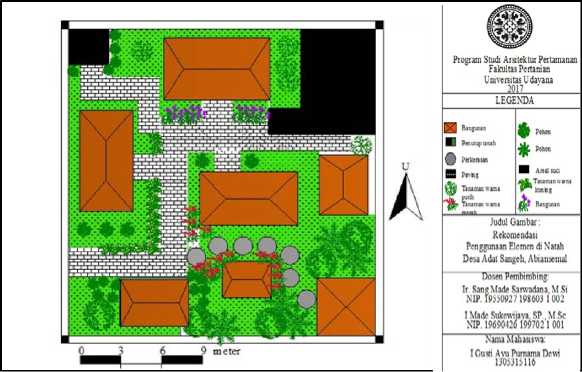 U
0 3 6 9 meter
Program Studi Arsitektur Pertamanan
Fakultas Pertanian
Universitas Udayana
2017
LEGENDA
Bangunan
Penutup tanah
Perkerasan
Paving
Tanaman warna
putih
Tanaman warna
merah
Pohon
Pohon
Areal suci
Tanaman warna
kuning
Bangunan
Judul Gambar :
Rekomendasi
Penggunaan Elemen di Natah
Desa Adat Sangeh, Abiansemal
Dosen Pembimbing:
Ir. Sang Made Sarwadana, M.Si
NIP. 19550927 198603 1 002
I Made Sukewijaya, SP., M.Sc
NIP. 19690426 199702 1 001
Nama Mahasiswa:
I Gusti Ayu Purnama Dewi
1305315116